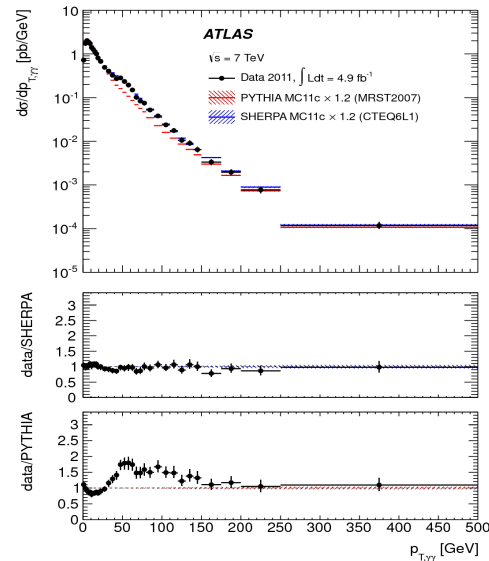 dσ/dp_T,γγ [pb/GeV]
10
1
10⁻¹
10⁻²
10⁻³
10⁻⁴
10⁻⁵
ATLAS
√s = 7 TeV
Data 2011, ∫ Ldt = 4.9 fb⁻¹
PYTHIA MC11c × 1.2 (MRST2007)
SHERPA MC11c × 1.2 (CTEQ6L1)
data/SHERPA
3
2.5
2
1.5
1
0.5
0
data/PYTHIA
3
2.5
2
1.5
1
0.5
0
0 50 100 150 200 250 300 350 400 450 500
p_T,γγ [GeV]